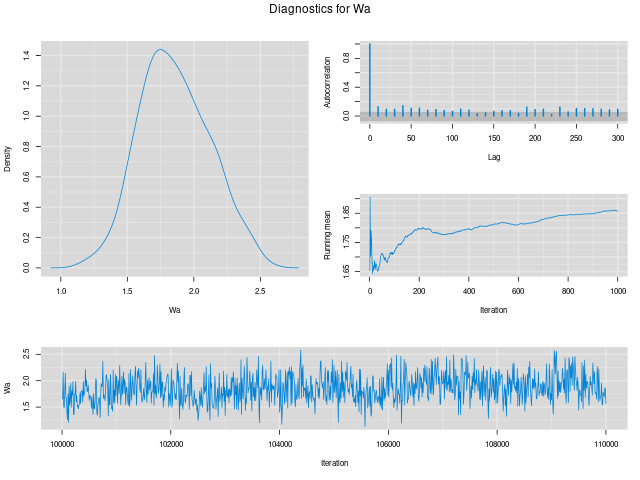 Diagnostics for Wa
Density
0.0 0.2 0.4 0.6 0.8 1.0 1.2 1.4
1.0 1.5 2.0 2.5
Wa
Autocorrelation
0.0 0.4 0.8
0 50 100 150 200 250 300
Lag
Running mean
1.65 1.75 1.85
0 200 400 600 800 1000
Iteration
Wa
1.5 2.0 2.5
100000 102000 104000 106000 108000 110000
Iteration